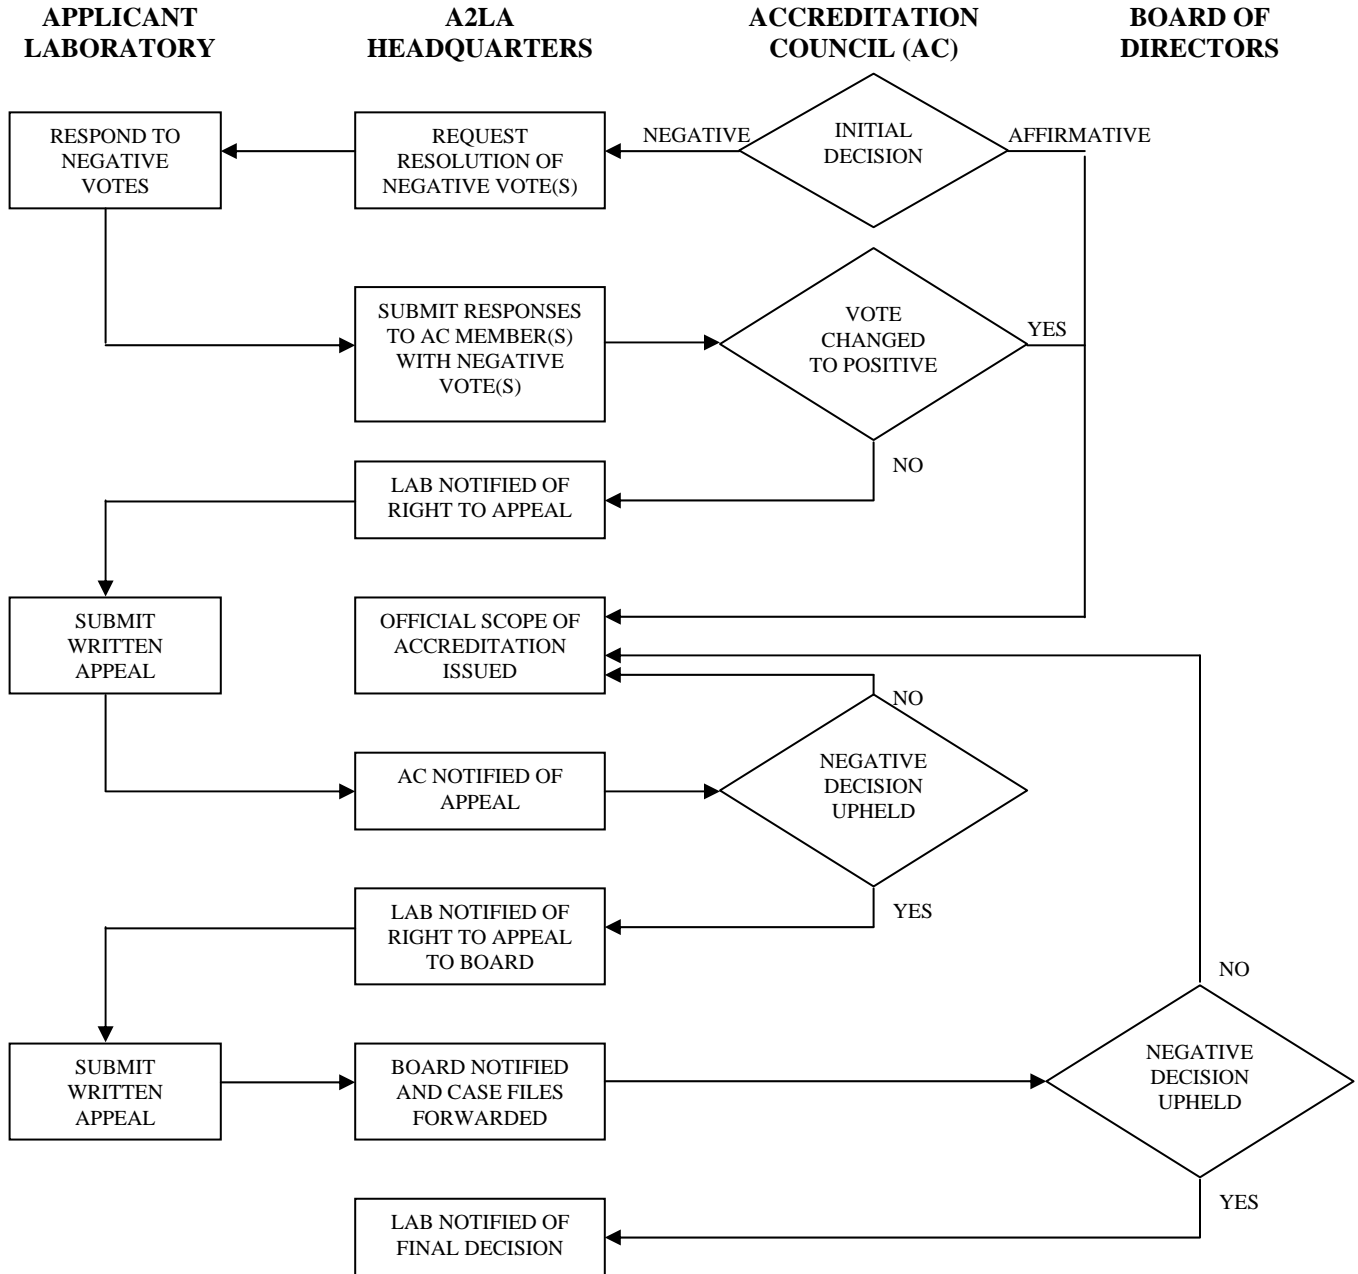 APPLICANT
LABORATORY
A2LA
HEADQUARTERS
ACCREDITATION
COUNCIL (AC)
BOARD OF
DIRECTORS
RESPOND TO
NEGATIVE
VOTES
REQUEST
RESOLUTION OF
NEGATIVE VOTE(S)
NEGATIVE
INITIAL
DECISION
AFFIRMATIVE
SUBMIT RESPONSES
TO AC MEMBER(S)
WITH NEGATIVE
VOTE(S)
VOTE
CHANGED
TO POSITIVE
YES
NO
LAB NOTIFIED OF
RIGHT TO APPEAL
SUBMIT
WRITTEN
APPEAL
OFFICIAL SCOPE OF
ACCREDITATION
ISSUED
NO
AC NOTIFIED OF
APPEAL
NEGATIVE
DECISION
UPHELD
YES
LAB NOTIFIED OF
RIGHT TO APPEAL
TO BOARD
NO
SUBMIT
WRITTEN
APPEAL
BOARD NOTIFIED
AND CASE FILES
FORWARDED
NEGATIVE
DECISION
UPHELD
YES
LAB NOTIFIED OF
FINAL DECISION